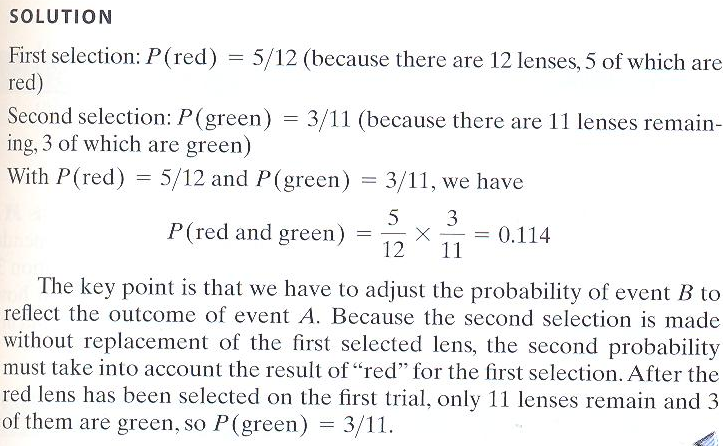 SOLUTION
First selection: P(red) = 5/12 (because there are 12 lenses, 5 of which are
red)
Second selection: P(green) = 3/11 (because there are 11 lenses remain-
ing, 3 of which are green)
With P(red) = 5/12 and P(green) = 3/11, we have
P(red and green) = 5/12 × 3/11 = 0.114
The key point is that we have to adjust the probability of event B to
reflect the outcome of event A. Because the second selection is made
without replacement of the first selected lens, the second probability
must take into account the result of “red” for the first selection. After the
red lens has been selected on the first trial, only 11 lenses remain and 3
of them are green, so P(green) = 3/11.